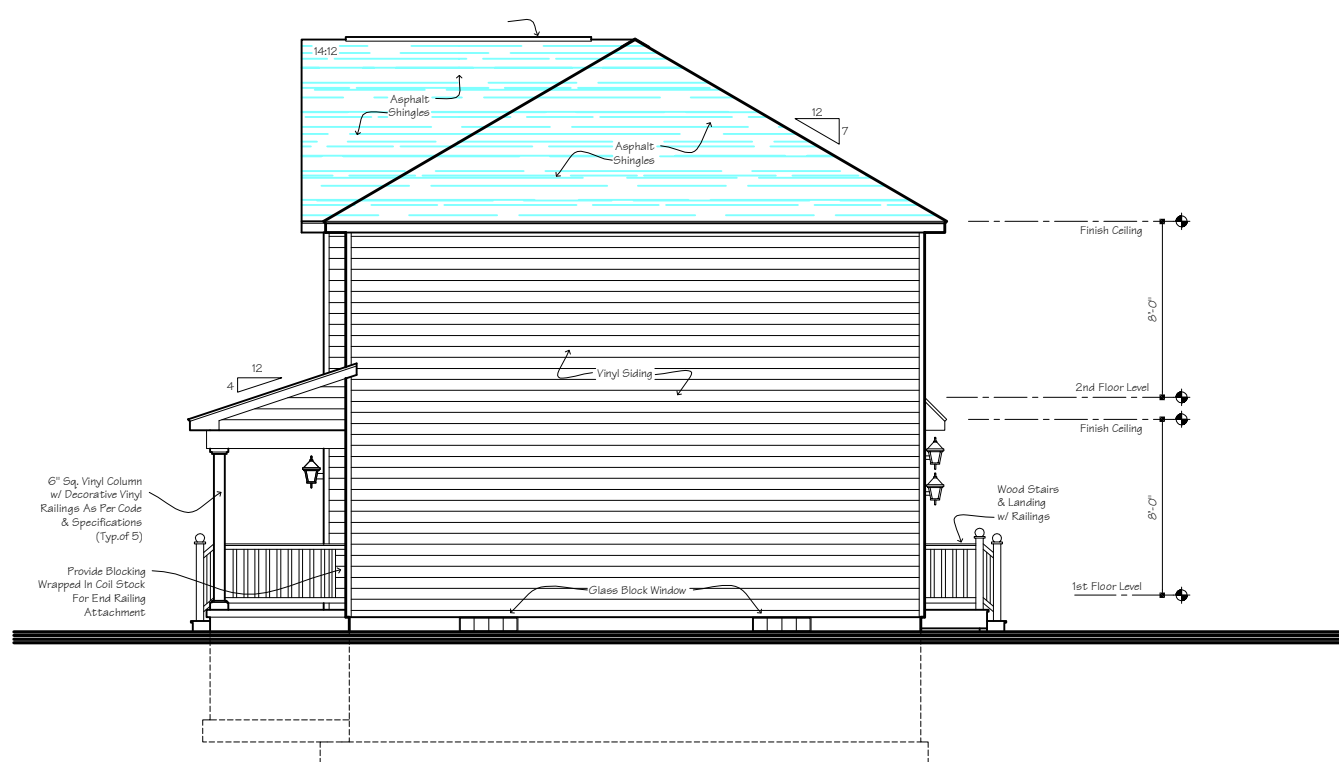 14:12
Asphalt
Shingles
Asphalt
Shingles
12
7
Finish Ceiling
8'-0"
Vinyl Siding
12
4
2nd Floor Level
Finish Ceiling
6" Sq. Vinyl Column
w/ Decorative Vinyl
Railings As Per Code
& Specifications
(Typ.of 5)
Wood Stairs
& Landing
w/ Railings
8'-0"
Provide Blocking
Wrapped In Coil Stock
For End Railing
Attachment
Glass Block Window
1st Floor Level